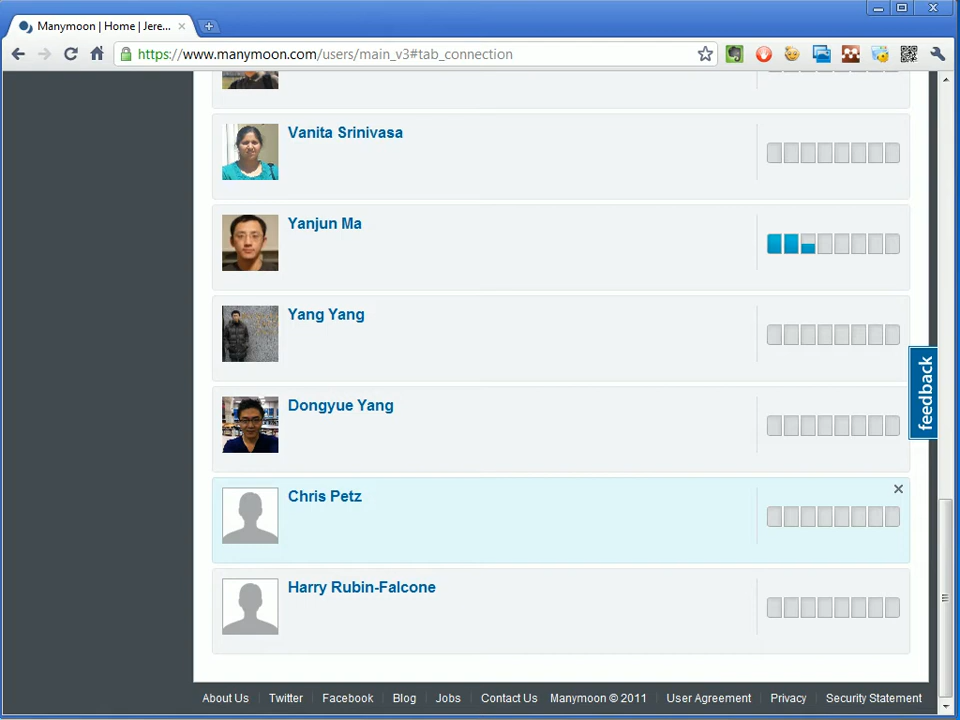 Manymoon | Home | Jere...
https://www.manymoon.com/users/main_v3#tab_connection
Vanita Srinivasa
Yanjun Ma
Yang Yang
Dongyue Yang
Chris Petz
Harry Rubin-Falcone
feedback
About Us Twitter Facebook Blog Jobs Contact Us Manymoon © 2011 User Agreement Privacy Security Statement